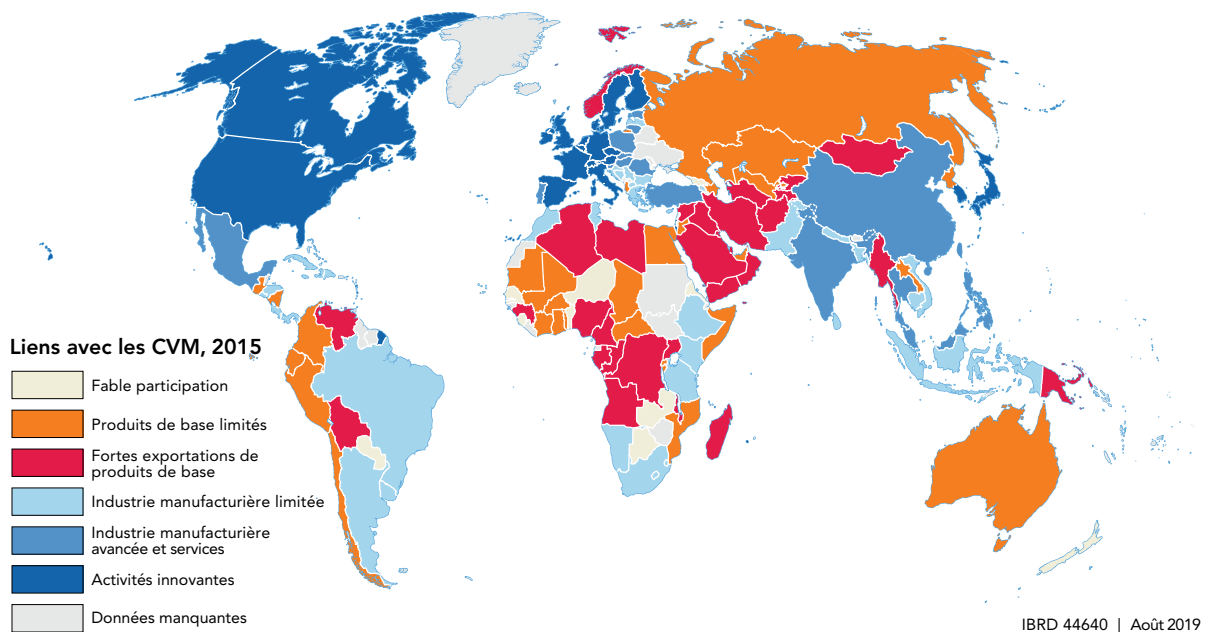 Liens avec les CVM, 2015
Fable participation
Produits de base limités
Fortes exportations de
produits de base
Industrie manufacturière limitée
Industrie manufacturière
avancée et services
Activités innovantes
Données manquantes
IBRD 44640 | Août 2019